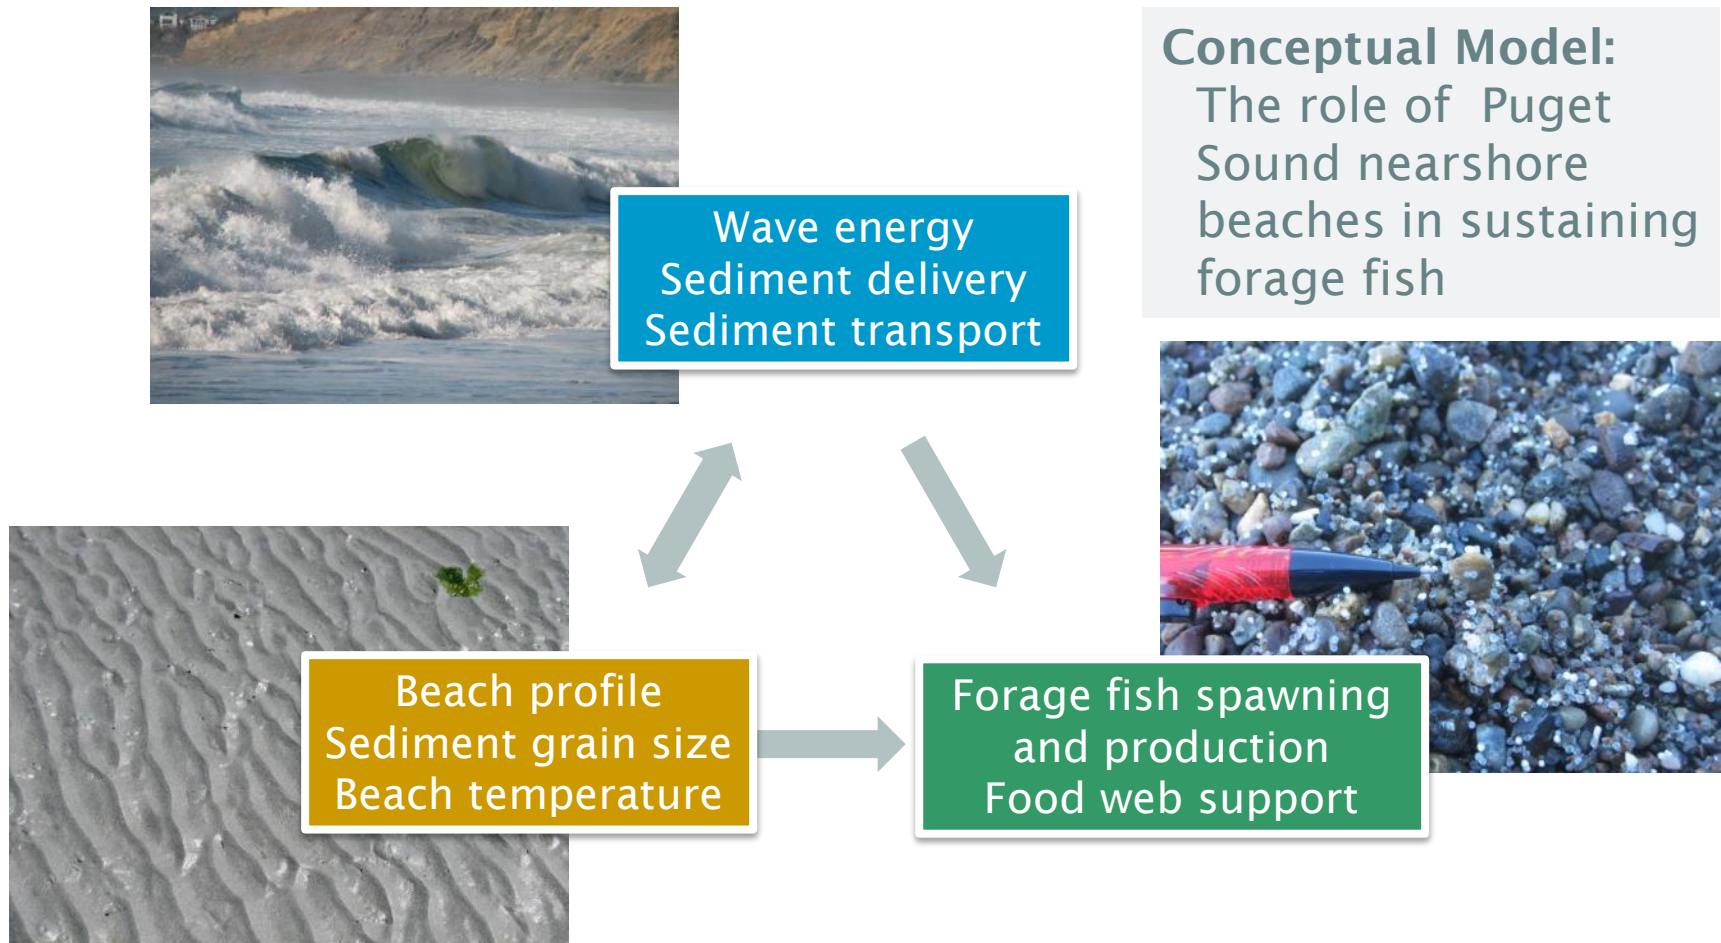 Conceptual Model:
The role of  Puget
Sound nearshore
beaches in sustaining
forage fish
Wave energy
Sediment delivery
Sediment transport
Beach profile
Sediment grain size
Beach temperature
Forage fish spawning
and production
Food web support